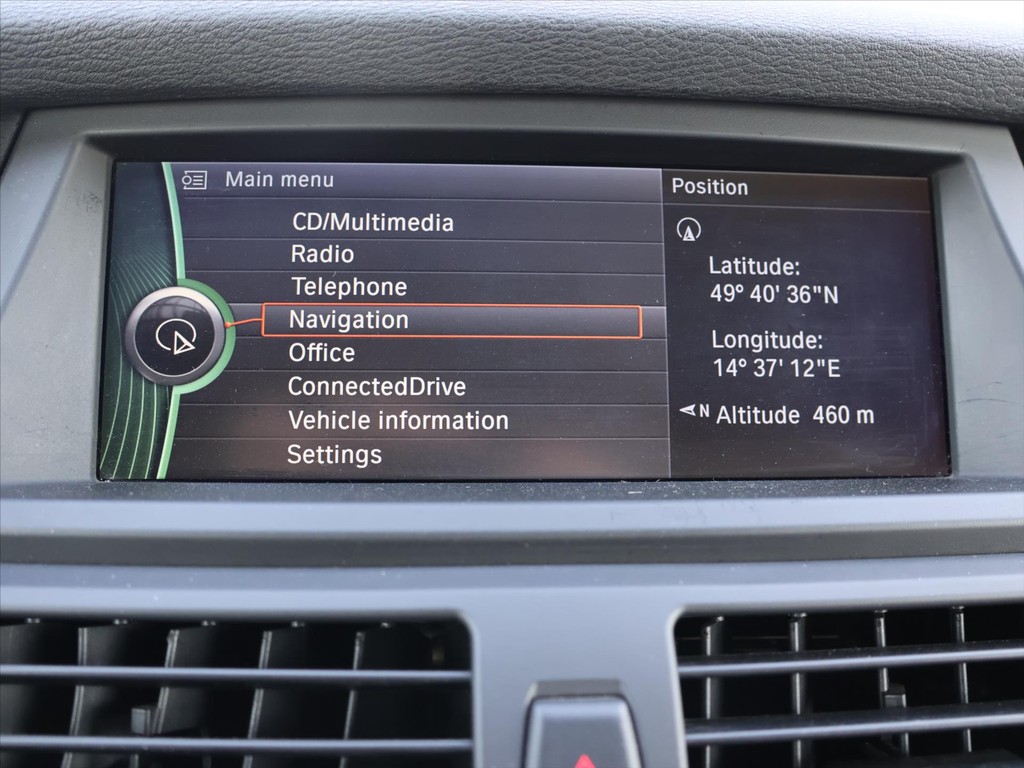 Main menu
CD/Multimedia
Radio
Telephone
Navigation
Office
ConnectedDrive
Vehicle information
Settings
Position
Latitude:
49° 40' 36"N
Longitude:
14° 37' 12"E
N Altitude 460 m